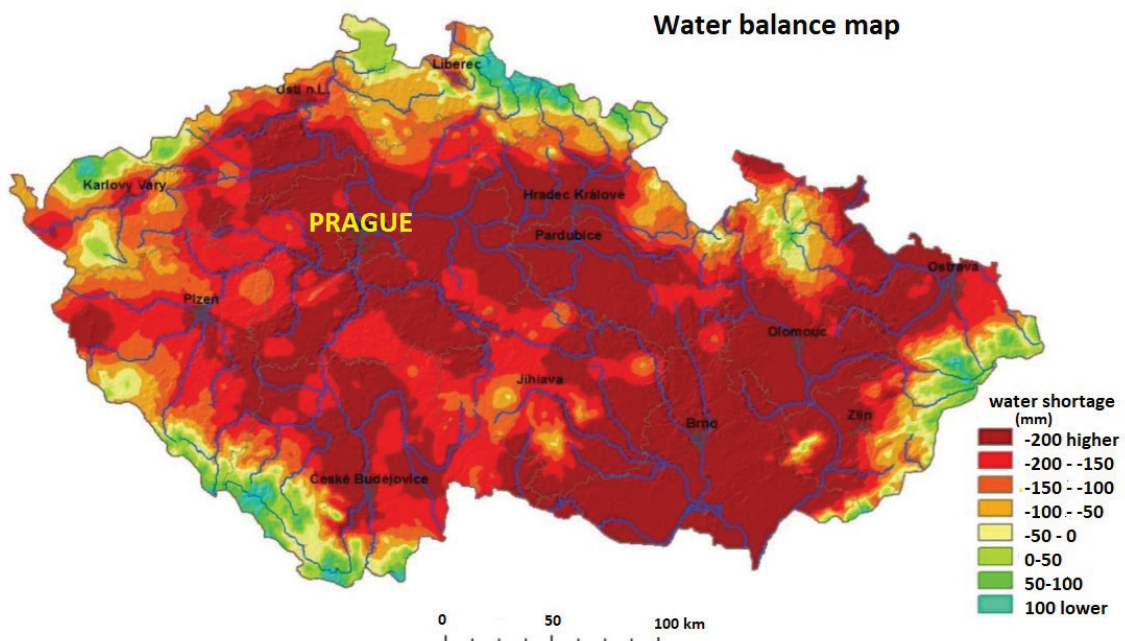 Water balance map
Liberec
Ústí n.L.
Karlovy Vary
Hradec Králové
PRAGUE
Pardubice
Ostrava
Plzen
Olomouc
Jihlava
Zlín
Brno
České Budějovice
water shortage
(mm)
-200 higher
-200 - -150
-150 - -100
-100 - -50
-50 - 0
0-50
50-100
100 lower
0 50 100 km